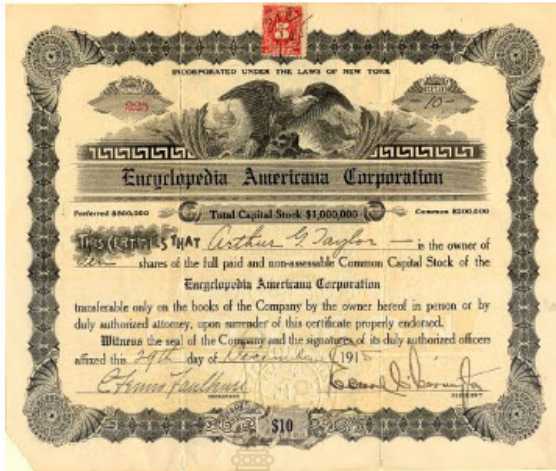 5
INCORPORATED UNDER THE LAWS OF NEW YORK
225
-10-
Encyclopedia Americana Corporation
Preferred $500,000 Total Capital Stock $1,000,000 Common $500,000
THIS CERTIFIES THAT Arthur G. Taylor — is the owner of
Ten shares of the full paid and non-assessable Common Capital Stock of the
Encyclopedia Americana Corporation
transferable only on the books of the Company by the owner hereof in person or by
duly authorized attorney, upon surrender of this certificate properly endorsed.
Witness the seal of the Company and the signatures of its duly authorized officers
affixed this 29th day of December 1915
SECRETARY
PRESIDENT
$10